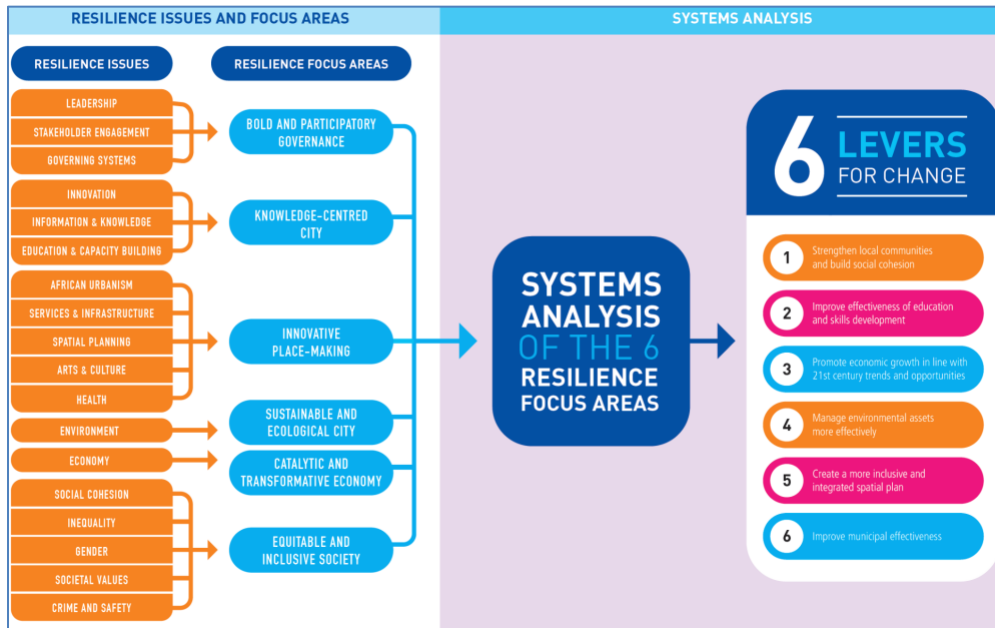 RESILIENCE ISSUES AND FOCUS AREAS
SYSTEMS ANALYSIS
RESILIENCE ISSUES
RESILIENCE FOCUS AREAS
LEADERSHIP
STAKEHOLDER ENGAGEMENT
GOVERNING SYSTEMS
BOLD AND PARTICIPATORY
GOVERNANCE
INNOVATION
INFORMATION & KNOWLEDGE
EDUCATION & CAPACITY BUILDING
KNOWLEDGE-CENTRED
CITY
AFRICAN URBANISM
SERVICES & INFRASTRUCTURE
SPATIAL PLANNING
ARTS & CULTURE
HEALTH
INNOVATIVE
PLACE-MAKING
ENVIRONMENT
SUSTAINABLE AND
ECOLOGICAL CITY
ECONOMY
CATALYTIC AND
TRANSFORMATIVE ECONOMY
SOCIAL COHESION
INEQUALITY
GENDER
SOCIETAL VALUES
CRIME AND SAFETY
EQUITABLE AND
INCLUSIVE SOCIETY
SYSTEMS
ANALYSIS
OF THE 6
RESILIENCE
FOCUS AREAS
6 LEVERS
FOR CHANGE
1 Strengthen local communities
and build social cohesion
2 Improve effectiveness of education
and skills development
3 Promote economic growth in line with
21st century trends and opportunities
4 Manage environmental assets
more effectively
5 Create a more inclusive and
integrated spatial plan
6 Improve municipal effectiveness